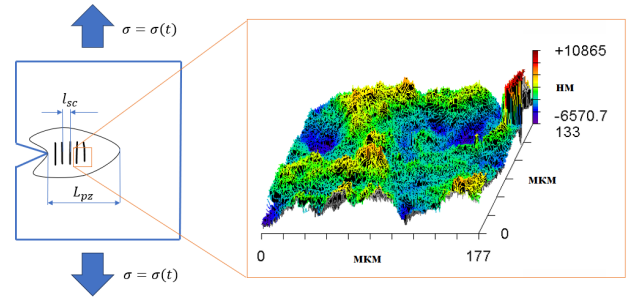 σ = σ(t)
l_sc
L_pz
σ = σ(t)
+10865
нм
-6570.7
133
мкм
0
0
мкм
177